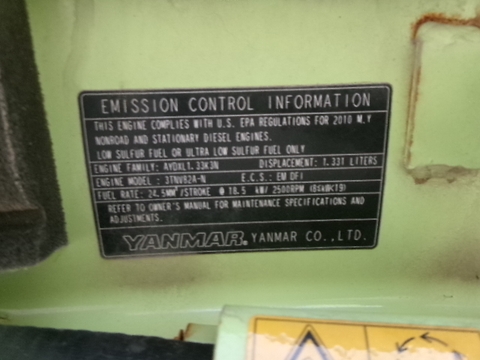 EMISSION CONTROL INFORMATION
THIS ENGINE COMPLIES WITH U.S. EPA REGULATIONS FOR 2010 M.Y
NONROAD AND STATIONARY DIESEL ENGINES.
LOW SULFUR FUEL OR ULTRA LOW SULFUR FUEL ONLY
ENGINE FAMILY: AYDXL1.33K3N DISPLACEMENT: 1.331 LITERS
ENGINE MODEL: 3TNV82A-N E.C.S.: EM DFI
FUEL RATE: 24.5MM³/STROKE @ 18.5 kW/ 2500RPM
REFER TO OWNER'S MANUAL FOR MAINTENANCE SPECIFICATIONS AND
ADJUSTMENTS.
YANMAR® YANMAR CO., LTD.